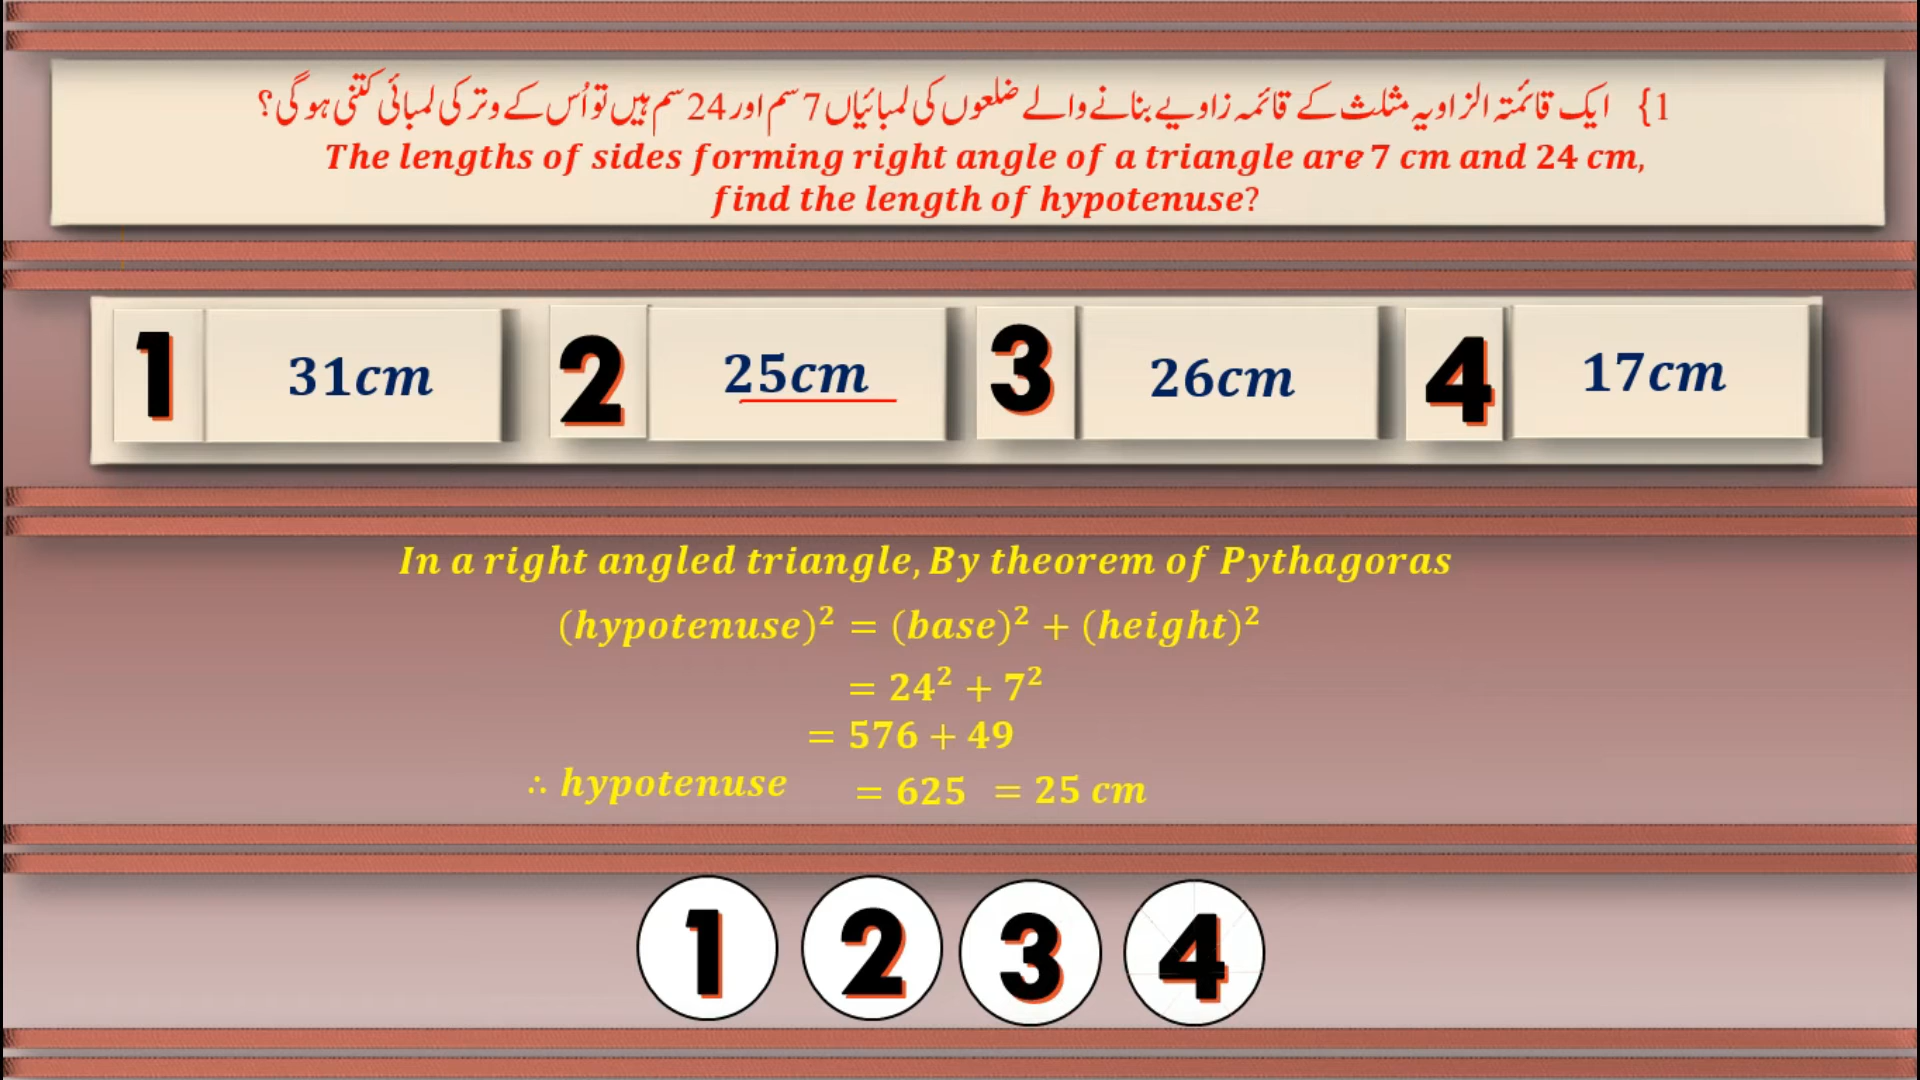 1} ایک قائمتہ الزاویہ مثلث کے قائمہ زاویے بنانے والے ضلعوں کی لمبائیاں 7 سم اور 24 سم ہیں تو اُس کے وتر کی لمبائی کتنی ہوگی؟
The lengths of sides forming right angle of a triangle are 7 cm and 24 cm,
find the length of hypotenuse?
1 31cm 2 25cm 3 26cm 4 17cm
In a right angled triangle, By theorem of Pythagoras
(hypotenuse)² = (base)² + (height)²
= 24² + 7²
= 576 + 49
∴ hypotenuse = 625 = 25 cm
1 2 3 4